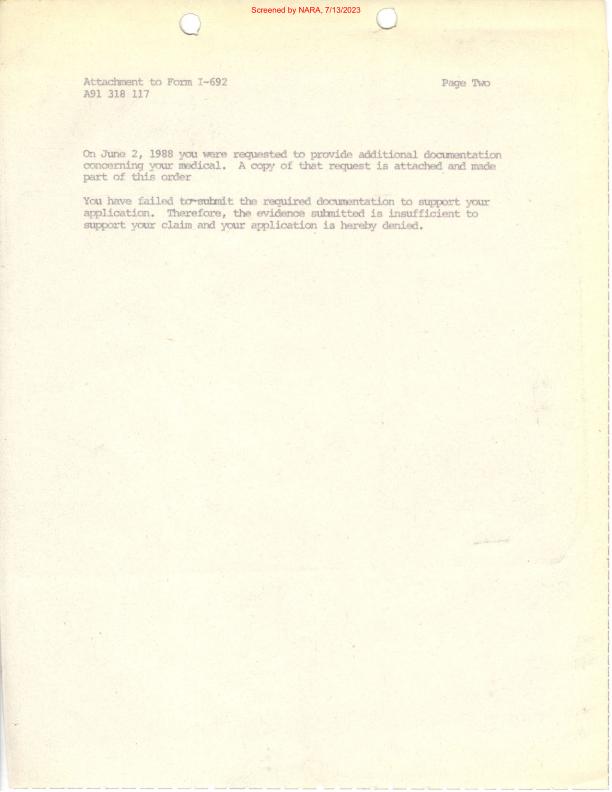 Screened by NARA, 7/13/2023
Attachment to Form I-692 Page Two
A91 318 117
On June 2, 1988 you were requested to provide additional documentation
concerning your medical. A copy of that request is attached and made
part of this order
You have failed to submit the required documentation to support your
application. Therefore, the evidence submitted is insufficient to
support your claim and your application is hereby denied.